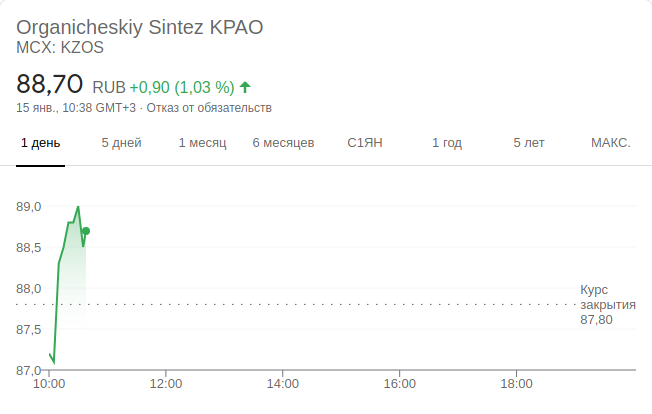 Organicheskiy Sintez KPAO
MCX: KZOS
88,70 RUB +0,90 (1,03 %)
15 янв., 10:38 GMT+3 · Отказ от обязательств
1 день 5 дней 1 месяц 6 месяцев С1ЯН 1 год 5 лет МАКС.
89,0
88,5
88,0
Курс
закрытия
87,80
87,5
87,0
10:00 12:00 14:00 16:00 18:00